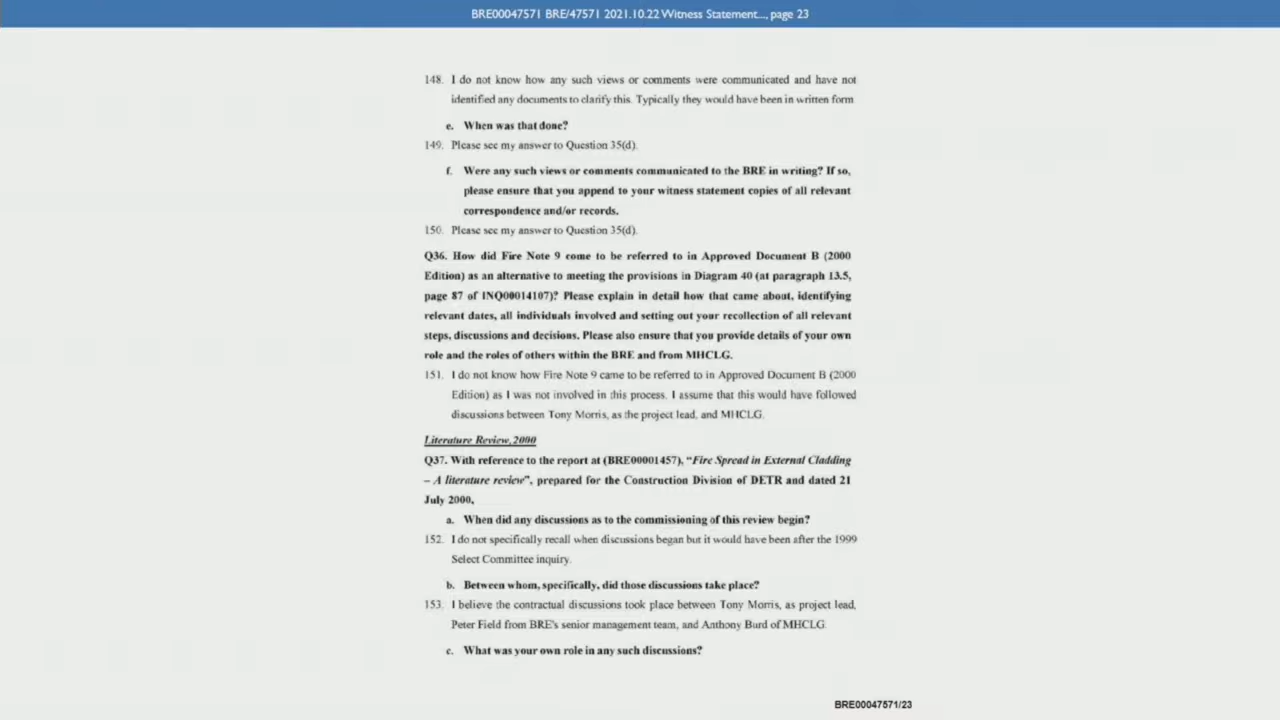 BRE00047571 BRE/47571 2021.10.22 Witness Statement..., page 23
148. I do not know how any such views or comments were communicated and have not
identified any documents to clarify this. Typically they would have been in written form
e. When was that done?
149. Please see my answer to Question 35(d).
f. Were any such views or comments communicated to the BRE in writing? If so,
please ensure that you append to your witness statement copies of all relevant
correspondence and/or records.
150. Please see my answer to Question 35(d).
Q36. How did Fire Note 9 come to be referred to in Approved Document B (2000
Edition) as an alternative to meeting the provisions in Diagram 40 (at paragraph 13.5,
page 87 of INQ00014107)? Please explain in detail how that came about, identifying
relevant dates, all individuals involved and setting out your recollection of all relevant
steps, discussions and decisions. Please also ensure that you provide details of your own
role and the roles of others within the BRE and from MHCLG.
151. I do not know how Fire Note 9 came to be referred to in Approved Document B (2000
Edition) as I was not involved in this process. I assume that this would have followed
discussions between Tony Morris, as the project lead, and MHCLG.
Literature Review, 2000
Q37. With reference to the report at (BRE00001457), “Fire Spread in External Cladding
– A literature review”, prepared for the Construction Division of DETR and dated 21
July 2000,
a. When did any discussions as to the commissioning of this review begin?
152. I do not specifically recall when discussions began but it would have been after the 1999
Select Committee inquiry.
b. Between whom, specifically, did those discussions take place?
153. I believe the contractual discussions took place between Tony Morris, as project lead,
Peter Field from BRE's senior management team, and Anthony Burd of MHCLG.
c. What was your own role in any such discussions?
BRE00047571/23